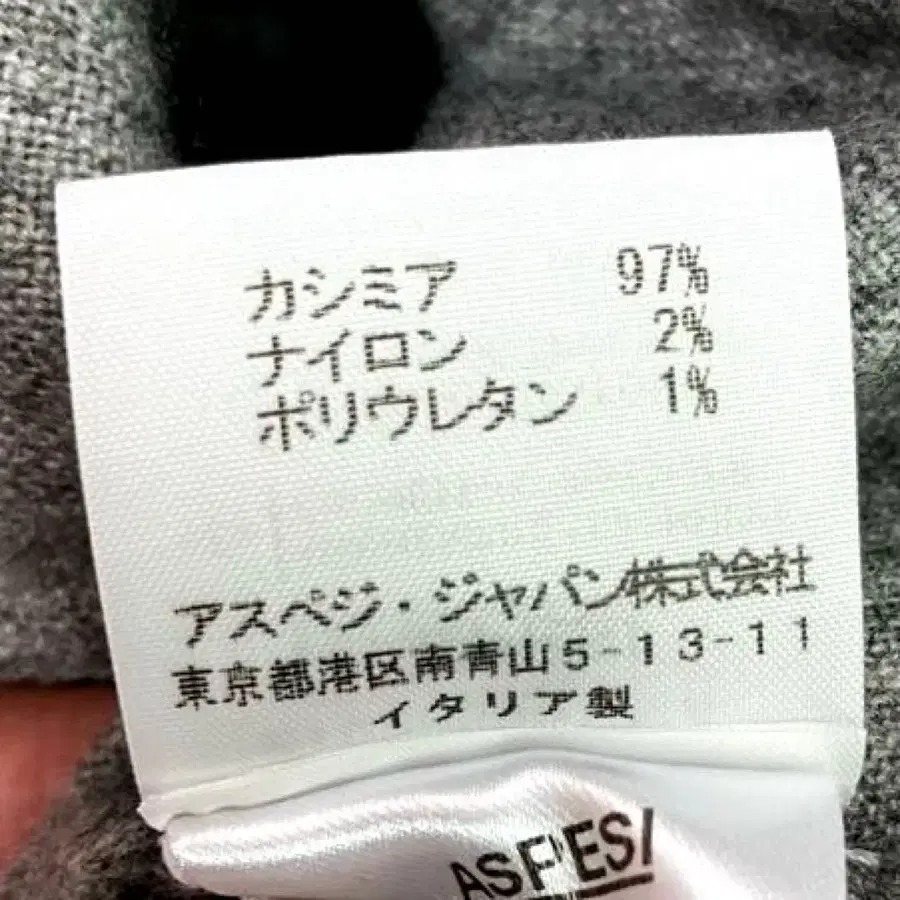 カシミア 97%
ナイロン 2%
ポリウレタン 1%
アスペジ・ジャパン株式会社
東京都港区南青山5-13-11
イタリア製
ASPESI